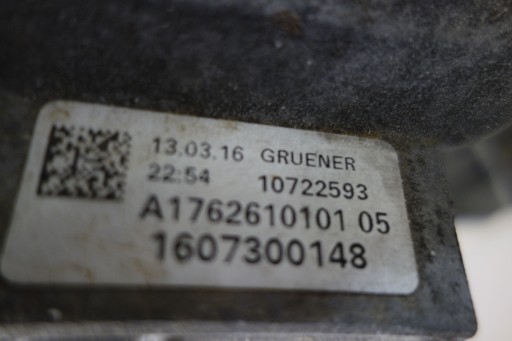 13.03.16 GRUENER
22:54 10722593
A1762610101 05
1607300148